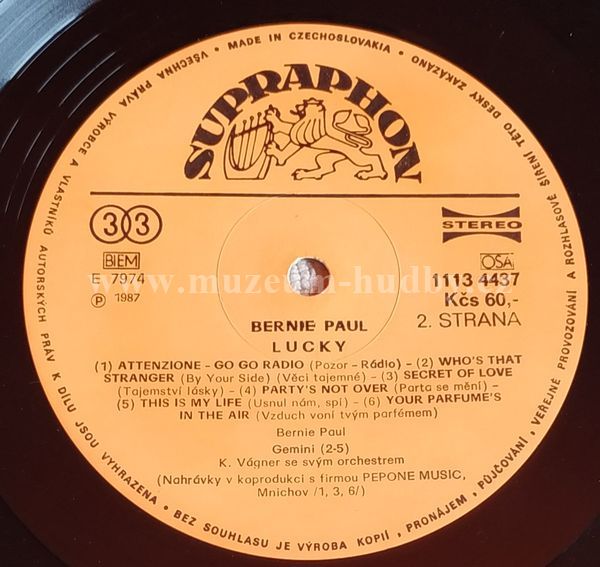 VŠECHNA PRÁVA VÝROBCE A VLASTNÍKŮ AUTORSKÝCH PRÁV K DÍLU JSOU VYHRAZENA • BEZ SOUHLASU JE VÝROBA KOPIÍ, PRONÁJEM, PŮJČOVÁNÍ, VEŘEJNÉ PROVOZOVÁNÍ A ROZHLASOVÉ ŠÍŘENÍ TÉTO DESKY ZAKÁZÁNO • MADE IN CZECHOSLOVAKIA •
SUPRAPHON
33
STEREO
BIEM
OSA
E 7974
1113 4437
www.muzeum-hudby.cz
Ⓟ 1987
Kčs 60,-
BERNIE PAUL
2. STRANA
LUCKY
(1) ATTENZIONE - GO GO RADIO (Pozor - Rádio) - (2) WHO'S THAT
STRANGER (By Your Side) (Věci tajemné) - (3) SECRET OF LOVE
(Tajemství lásky) - (4) PARTY'S NOT OVER (Parta se mění) -
(5) THIS IS MY LIFE (Usnul nám, spí) - (6) YOUR PARFUME'S
IN THE AIR (Vzduch voní tvým parfémem)
Bernie Paul
Gemini (2-5)
K. Vágner se svým orchestrem
(Nahrávky v koprodukci s firmou PEPONE MUSIC,
Mnichov /1, 3, 6/)